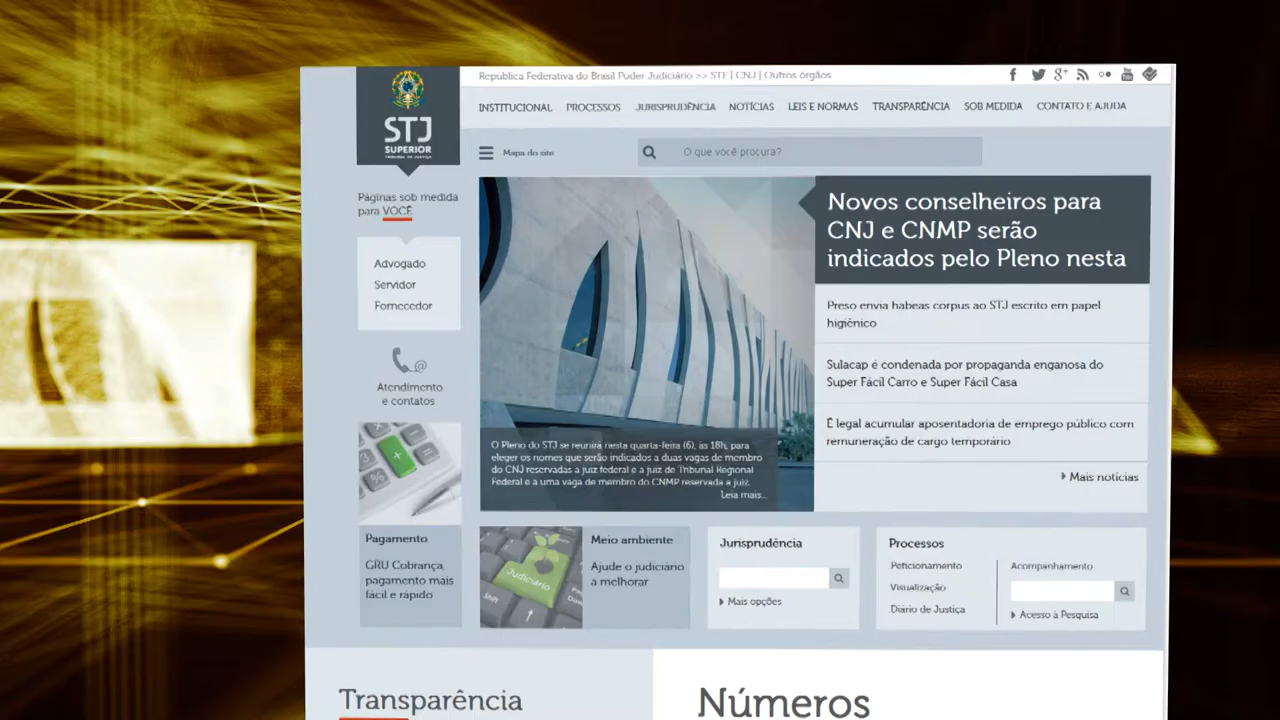 República Federativa do Brasil Poder Judiciário >> STF | CNJ | Outros órgãos
STJ
SUPERIOR
TRIBUNAL DE JUSTIÇA
INSTITUCIONAL PROCESSOS JURISPRUDÊNCIA NOTÍCIAS LEIS E NORMAS TRANSPARÊNCIA SOB MEDIDA CONTATO E AJUDA
Mapa do site
O que você procura?
Páginas sob medida
para VOCÊ
Advogado
Servidor
Fornecedor
Atendimento
e contatos
Novos conselheiros para
CNJ e CNMP serão
indicados pelo Pleno nesta
Preso envia habeas corpus ao STJ escrito em papel
higiênico
Sulacap é condenada por propaganda enganosa do
Super Fácil Carro e Super Fácil Casa
É legal acumular aposentadoria de emprego público com
remuneração de cargo temporário
Mais notícias
O Pleno do STJ se reunirá nesta quarta-feira (6), às 18h, para
eleger os nomes que serão indicados a duas vagas de membro
do CNJ reservadas a juiz federal e a juiz de Tribunal Regional
Federal e a uma vaga de membro do CNMP reservada a juiz.
Leia mais...
Pagamento
GRU Cobrança,
pagamento mais
fácil e rápido
Judiciário
Shift
Meio ambiente
Ajude o judiciário
a melhorar
Jurisprudência
Mais opções
Processos
Peticionamento
Visualização
Diário de Justiça
Acompanhamento
Acesso à Pesquisa
Transparência
Números